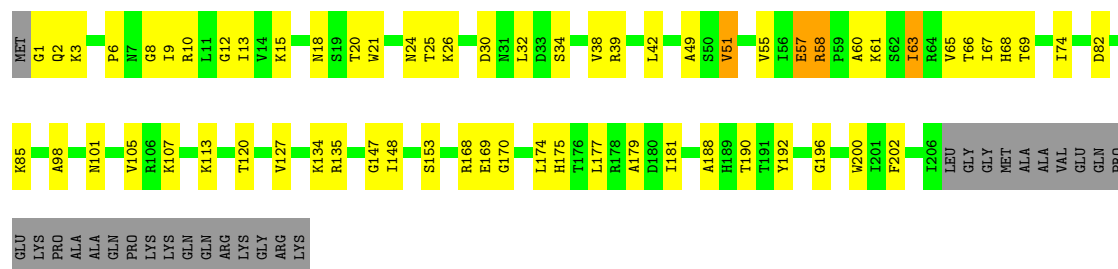 MET G1 Q2 K3 P6 N7 G8 I9 R10 L11 G12 I13 V14 K15 N18 S19 T20 W21 N24 T25 K26 D30 N31 L32 D33 S34 V38 R39 L42 A49 S50 V51 V55 I56 E57 R58 P59 A60 K61 S62 I63 R64 V65 T66 I67 H68 T69 I74 D82
K85 A98 N101 V105 R106 K107 K113 T120 V127 K134 R135 G147 I148 S153 R168 E169 G170 L174 H175 T176 L177 R178 A179 D180 I181 A188 H189 T190 T191 Y192 G196 W200 I201 F202 I206 LEU GLY GLY MET ALA ALA VAL GLU GLN PRO
GLU LYS PRO ALA ALA GLN PRO LYS LYS GLN GLN ARG LYS GLY ARG LYS